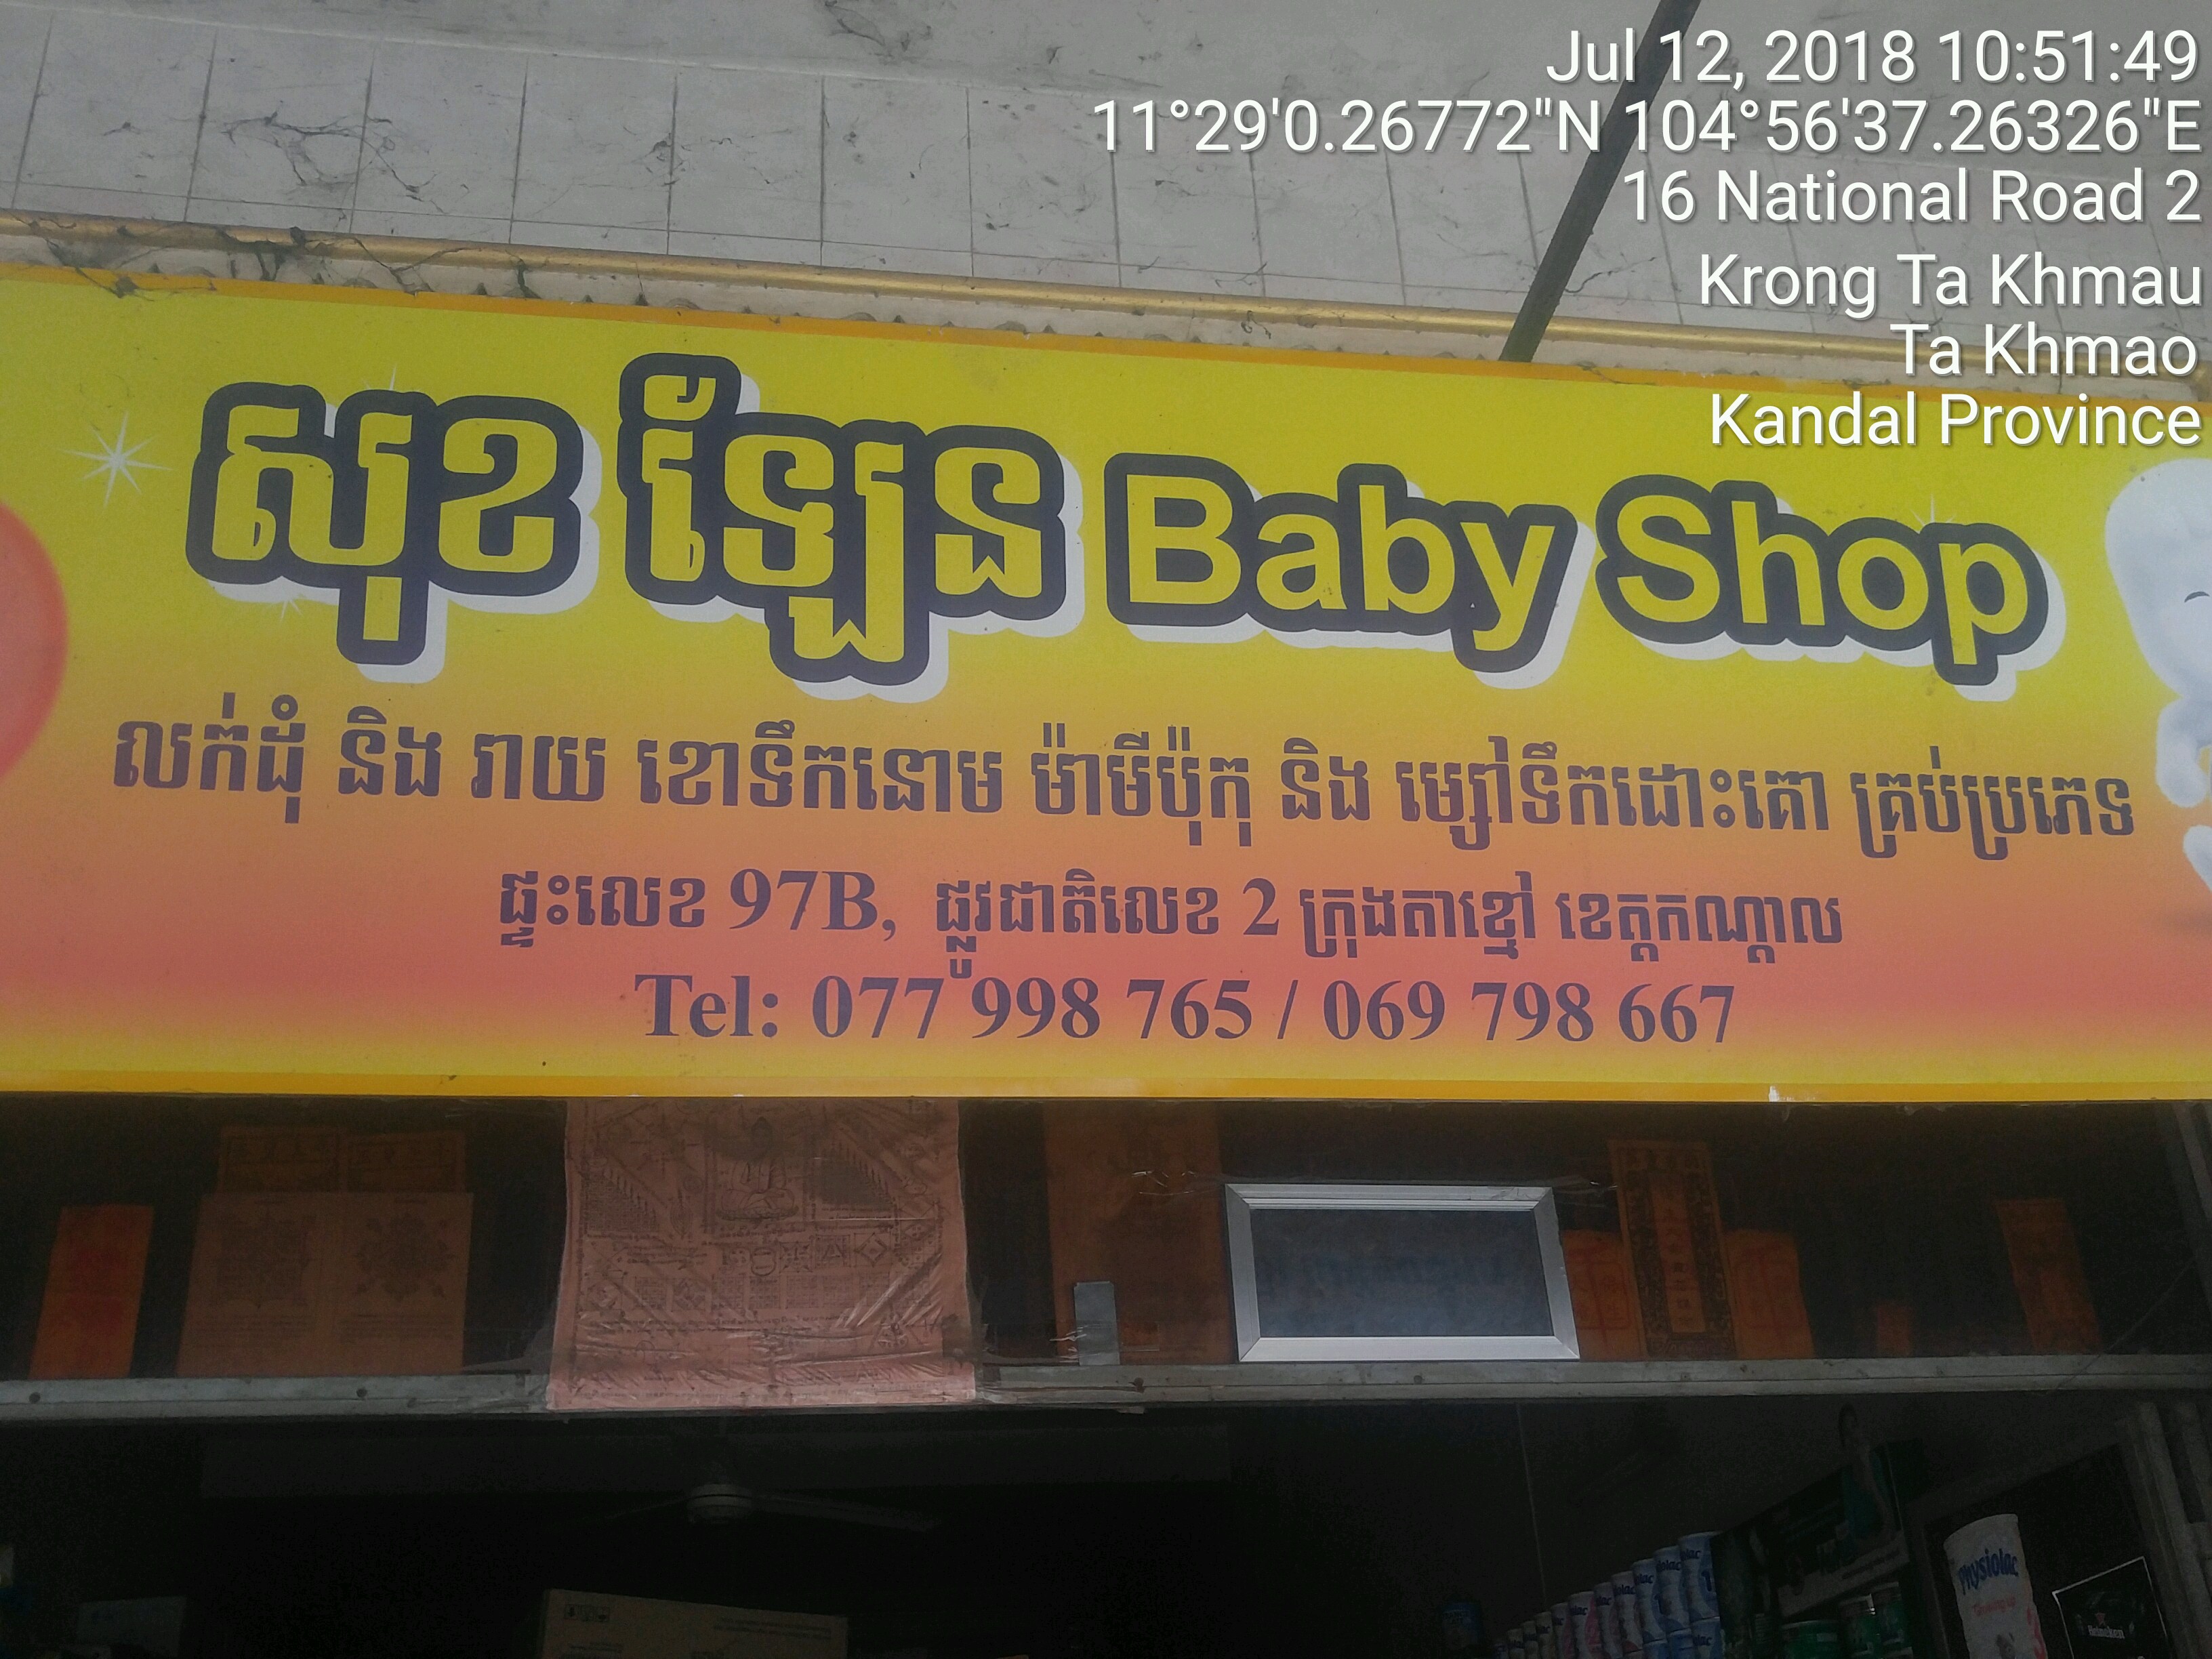 Jul 12, 2018 10:51:49
11°29'0.26772"N 104°56'37.26326"E
16 National Road 2
Krong Ta Khmau
Ta Khmao
Kandal Province
សុខ ឡែន Baby Shop
លក់ដុំ និង រាយ ខោទឹកនោម ម៉ាមីប៉ុកុ និង ម្សៅទឹកដោះគោ គ្រប់ប្រភេទ
ផ្ទះលេខ 97B, ផ្លូវជាតិលេខ 2 ក្រុងតាខ្មៅ ខេត្តកណ្តាល
Tel: 077 998 765 / 069 798 667
Physiolac
Heineken